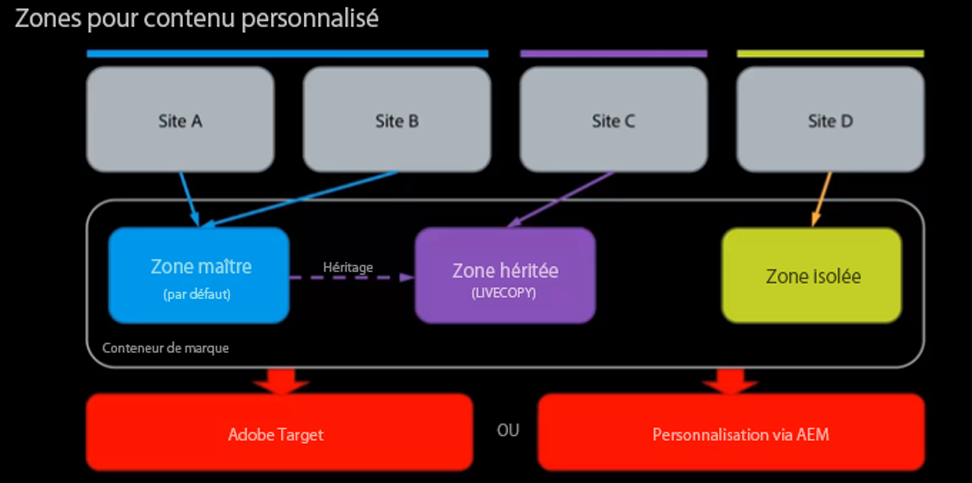 Zones pour contenu personnalisé
Site A
Site B
Site C
Site D
Zone maître
(par défaut)
Héritage
Zone héritée
(LIVECOPY)
Zone isolée
Conteneur de marque
Adobe Target
OU
Personnalisation via AEM